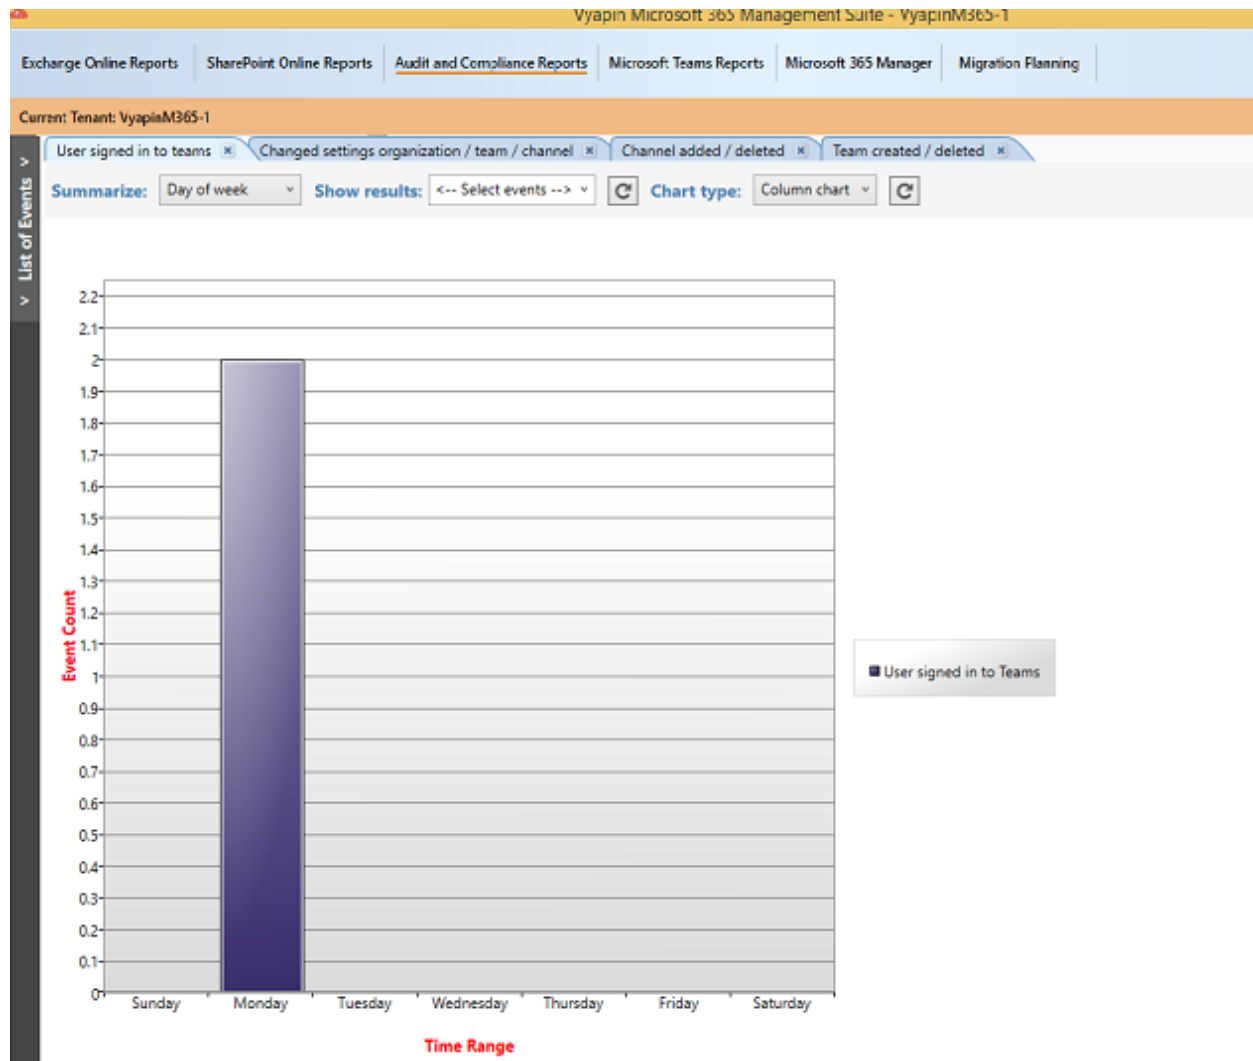 Vyapin Microsoft 365 Management Suite - VyapinM365-1
Exchange Online Reports SharePoint Online Reports Audit and Compliance Reports Microsoft Teams Reports Microsoft 365 Manager Migration Planning
Current Tenant: VyapinM365-1
User signed in to teams Changed settings organization / team / channel Channel added / deleted Team created / deleted
Summarize: Day of week Show results: <-- Select events --> Chart type: Column chart
> List of Events >
2.2
2.1
2
1.9
1.8
1.7
1.6
1.5
1.4
1.3
1.2
1.1
1
0.9
0.8
0.7
0.6
0.5
0.4
0.3
0.2
0.1
0
Event Count
User signed in to Teams
Sunday Monday Tuesday Wednesday Thursday Friday Saturday
Time Range